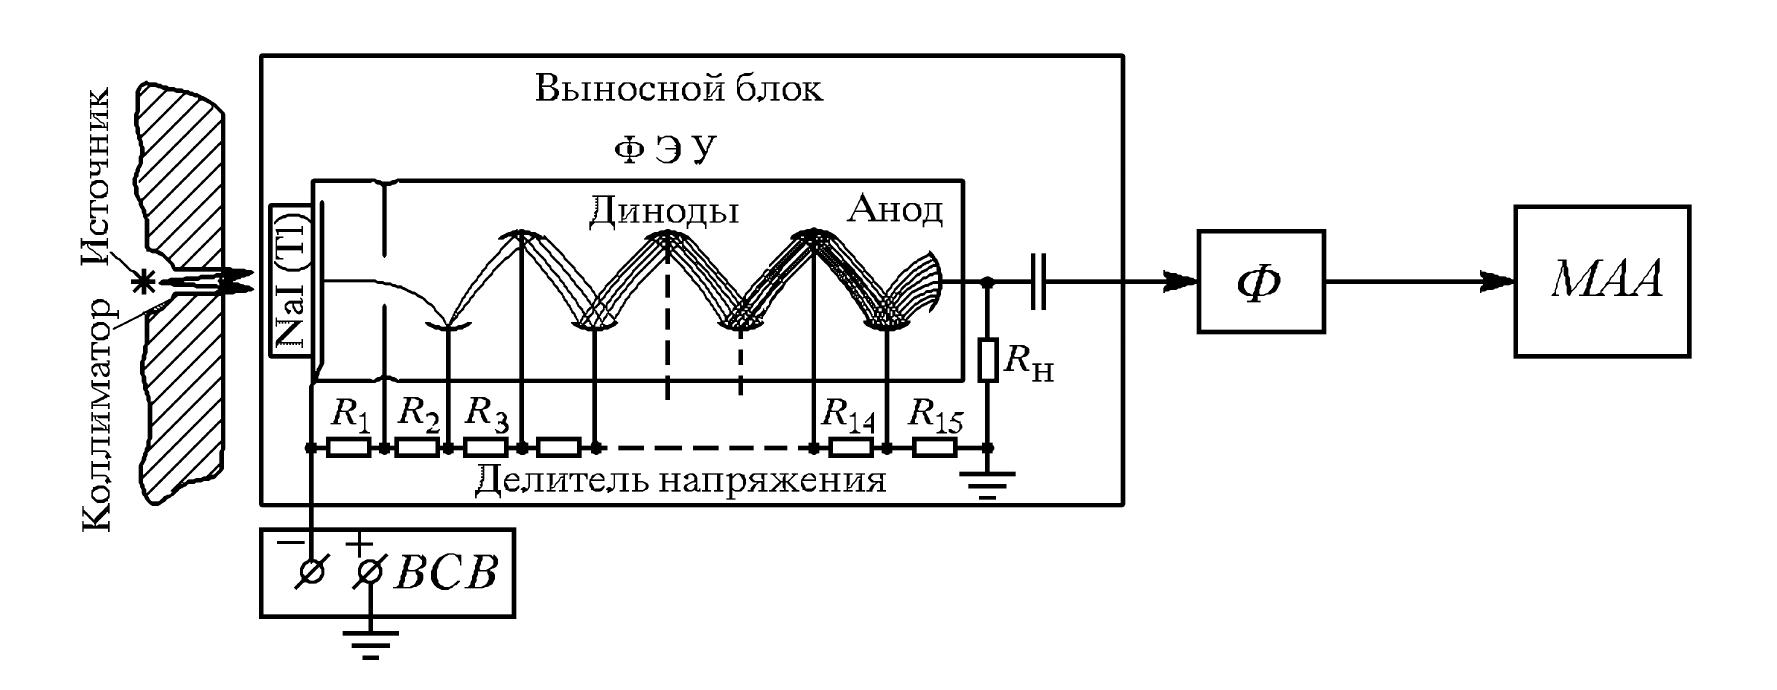 Выносной блок
ФЭУ
Источник
Коллиматор
NaI (Tl)
Диноды
Анод
Ф
МАА
Rн
R1
R2
R3
R14
R15
Делитель напряжения
−
+
ВСВ